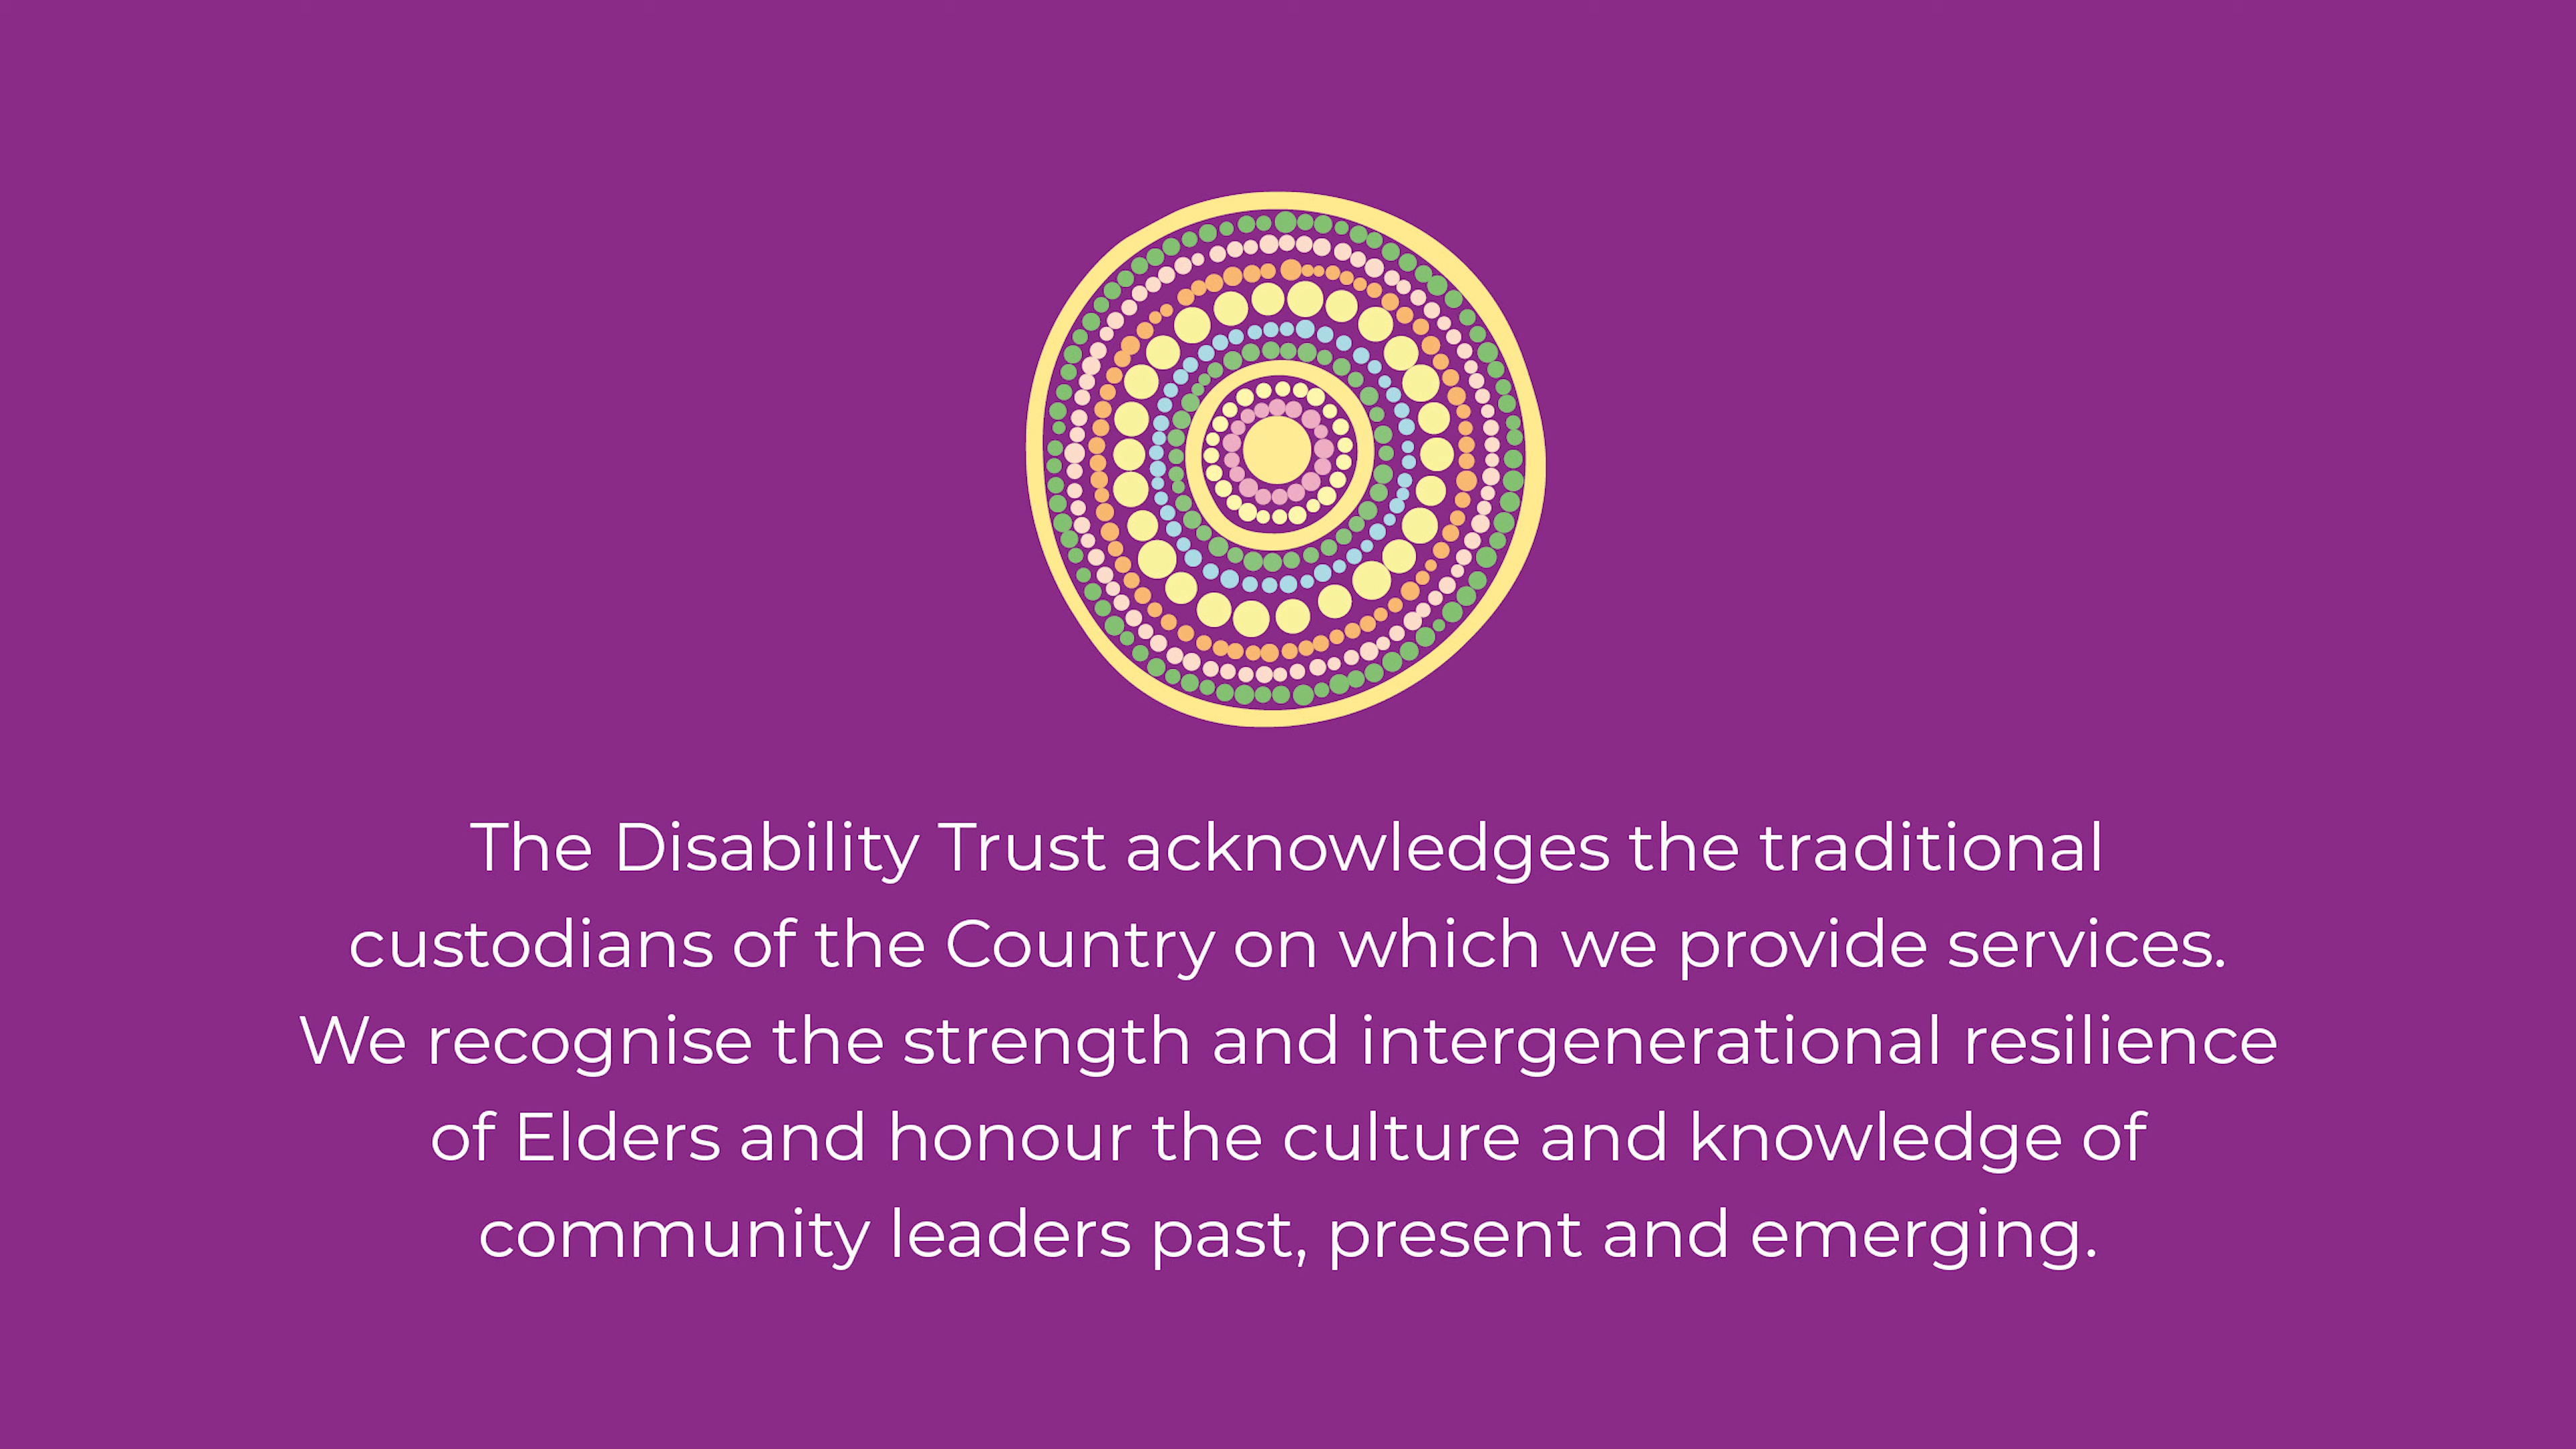 The Disability Trust acknowledges the traditional
custodians of the Country on which we provide services.
We recognise the strength and intergenerational resilience
of Elders and honour the culture and knowledge of
community leaders past, present and emerging.